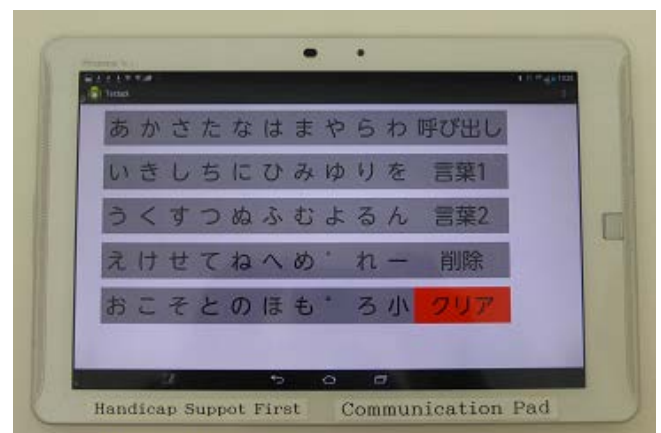 あかさたなはまやらわ 呼び出し
いきしちにひみゆりを 言葉1
うくすつぬふむよるん 言葉2
えけせてねへめ゛れー 削除
おこそとのほも゜ろ小 クリア
Handicap Suppot First Communication Pad